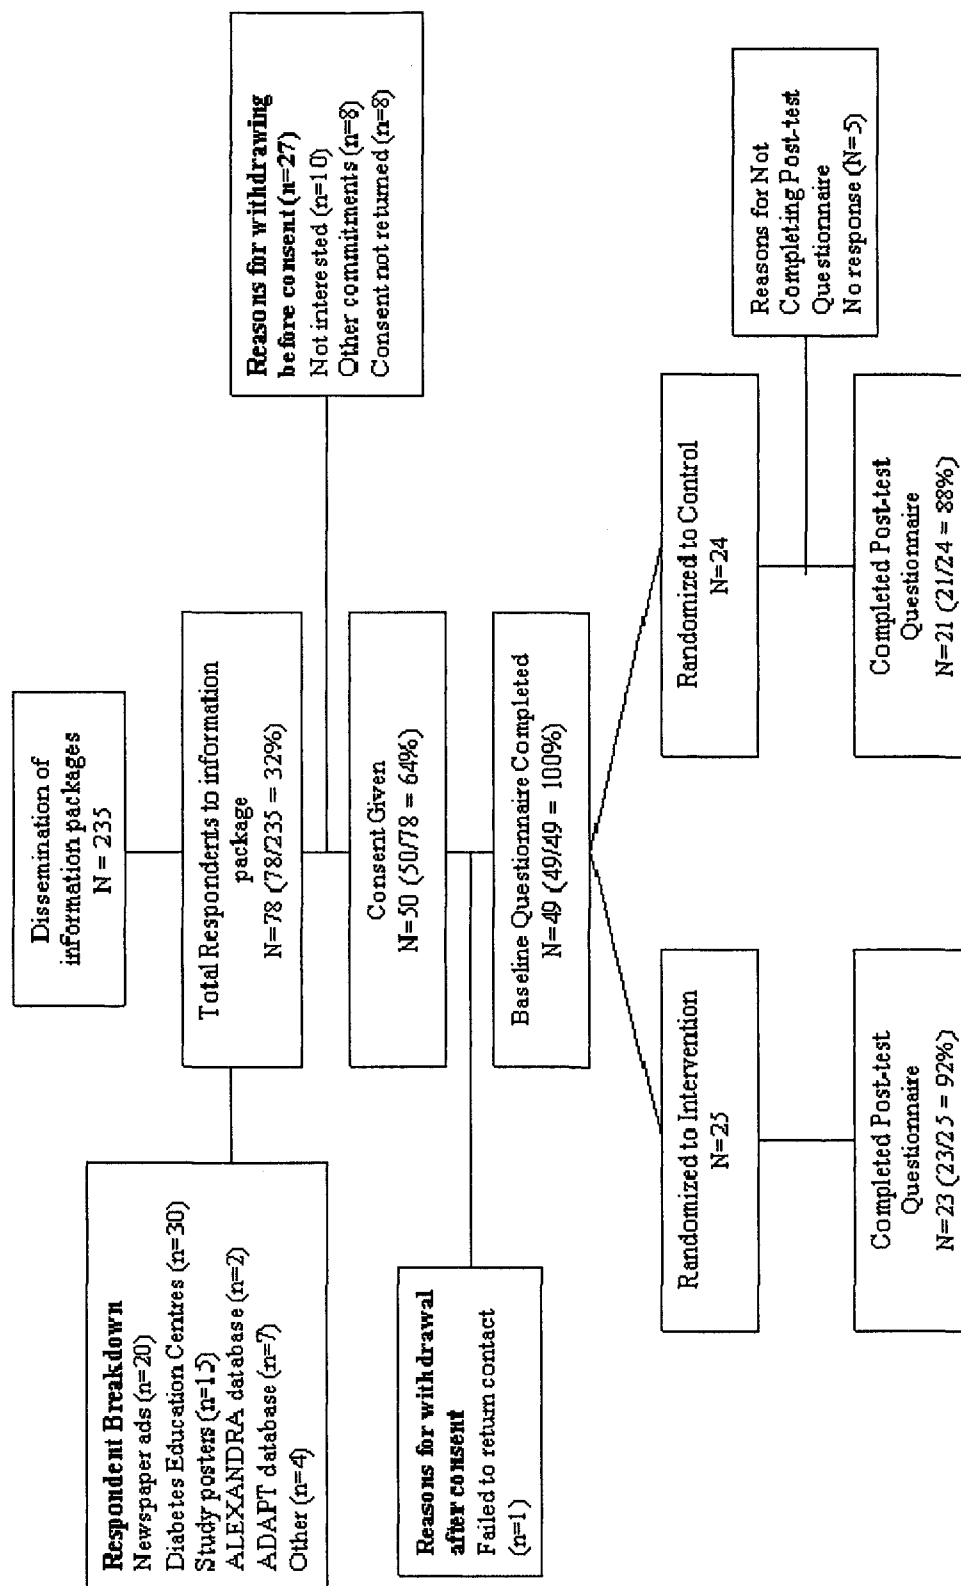 Dissemination of
information packages
N = 235
Respondent Breakdown
Newspaper ads (n=20)
Diabetes Education Centres (n=30)
Study posters (n=15)
ALEXANDRA database (n=2)
ADAPT database (n=7)
Other (n=4)
Total Respondents to information
package
N=78 (78/235 = 32%)
Reasons for withdrawing
before consent (n=27)
Not interested (n=10)
Other commitments (n=8)
Consent not returned (n=8)
Consent Given
N=50 (50/78 = 64%)
Reasons for withdrawal
after consent
Failed to return contact
(n=1)
Baseline Questionnaire Completed
N=49 (49/49 = 100%)
Randomized to Intervention
N=25
Randomized to Control
N=24
Reasons for Not
Completing Post-test
Questionnaire
No response (N=5)
Completed Post-test
Questionnaire
N=23 (23/25 = 92%)
Completed Post-test
Questionnaire
N=21 (21/24 = 88%)